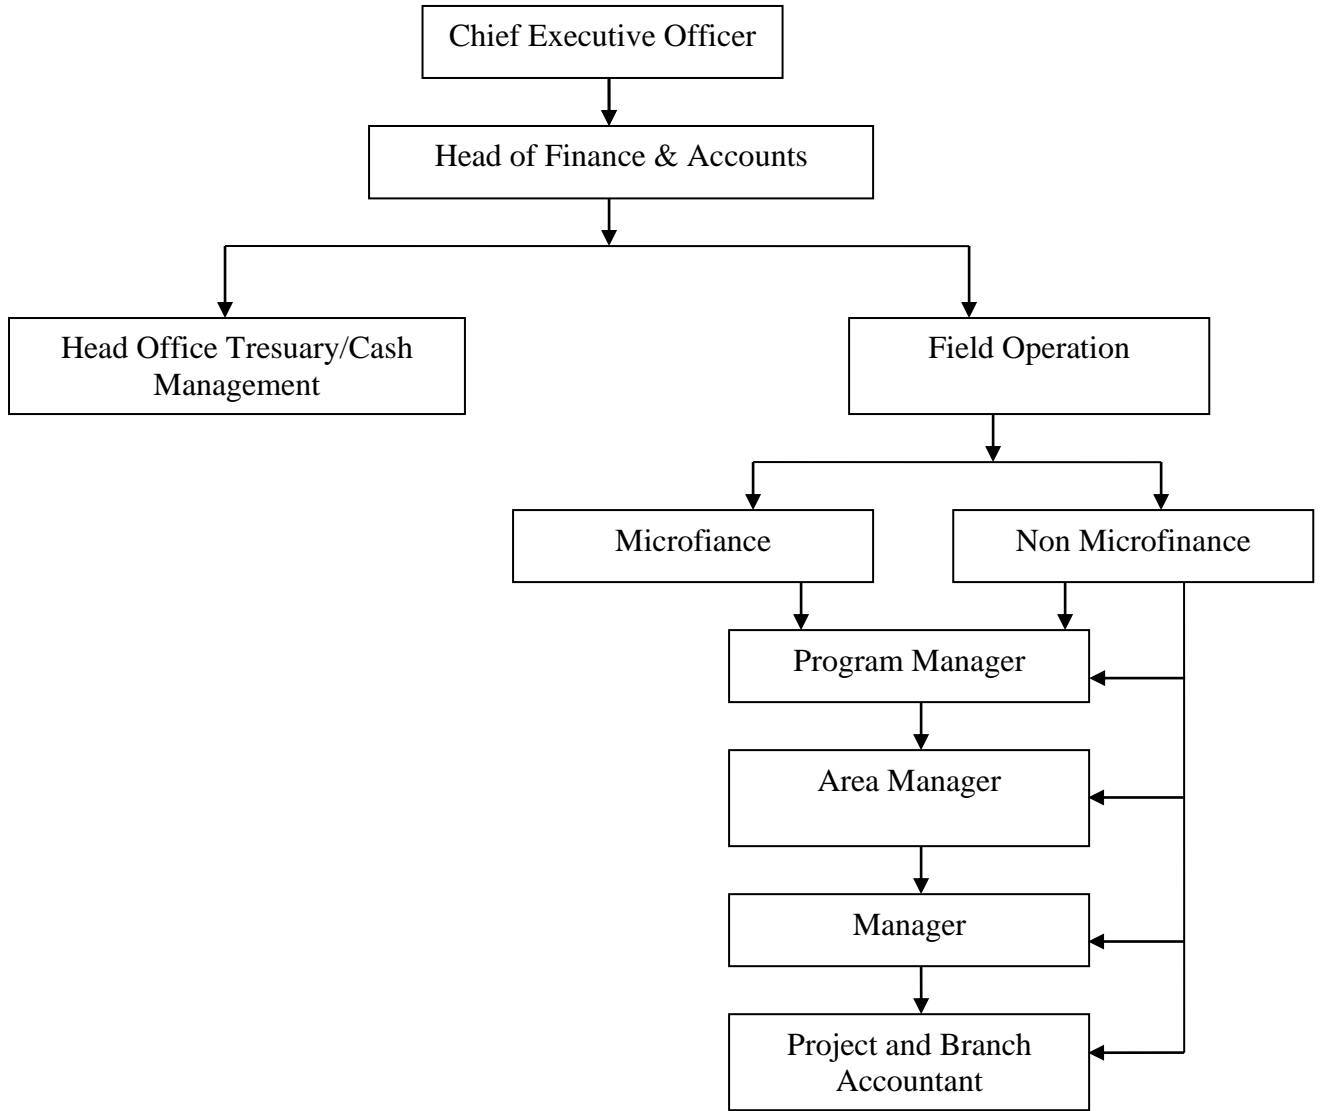 Chief Executive Officer
Head of Finance & Accounts
Head Office Tresuary/Cash
Management
Field Operation
Microfiance
Non Microfinance
Program Manager
Area Manager
Manager
Project and Branch
Accountant